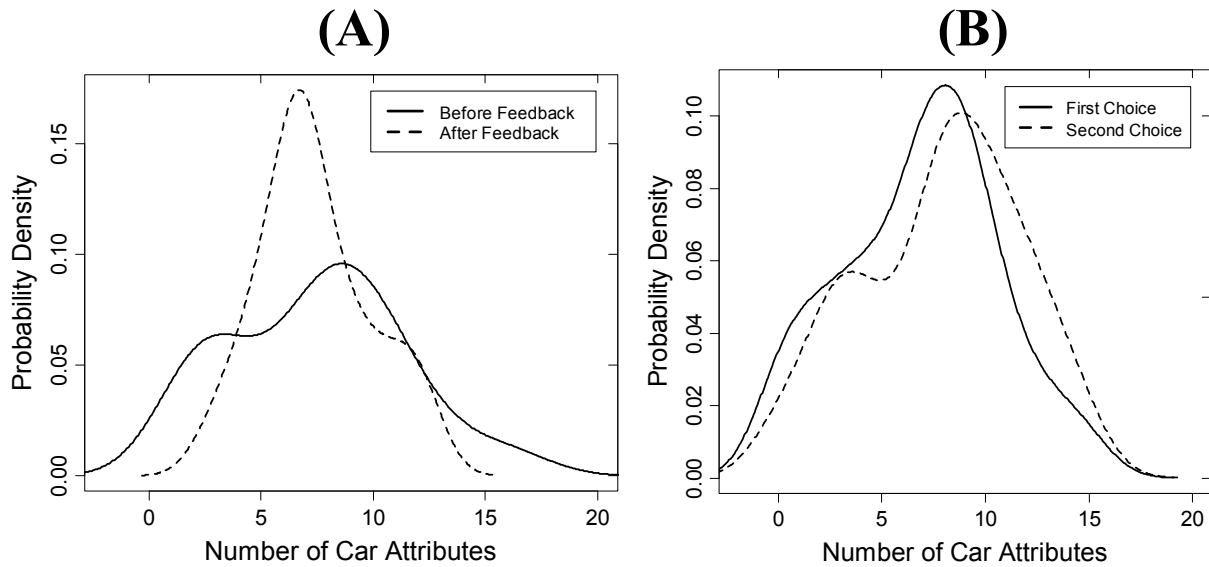 (A)
Probability Density
0.00
0.05
0.10
0.15
Before Feedback
After Feedback
0
5
10
15
20
Number of Car Attributes
(B)
Probability Density
0.00
0.02
0.04
0.06
0.08
0.10
First Choice
Second Choice
0
5
10
15
20
Number of Car Attributes